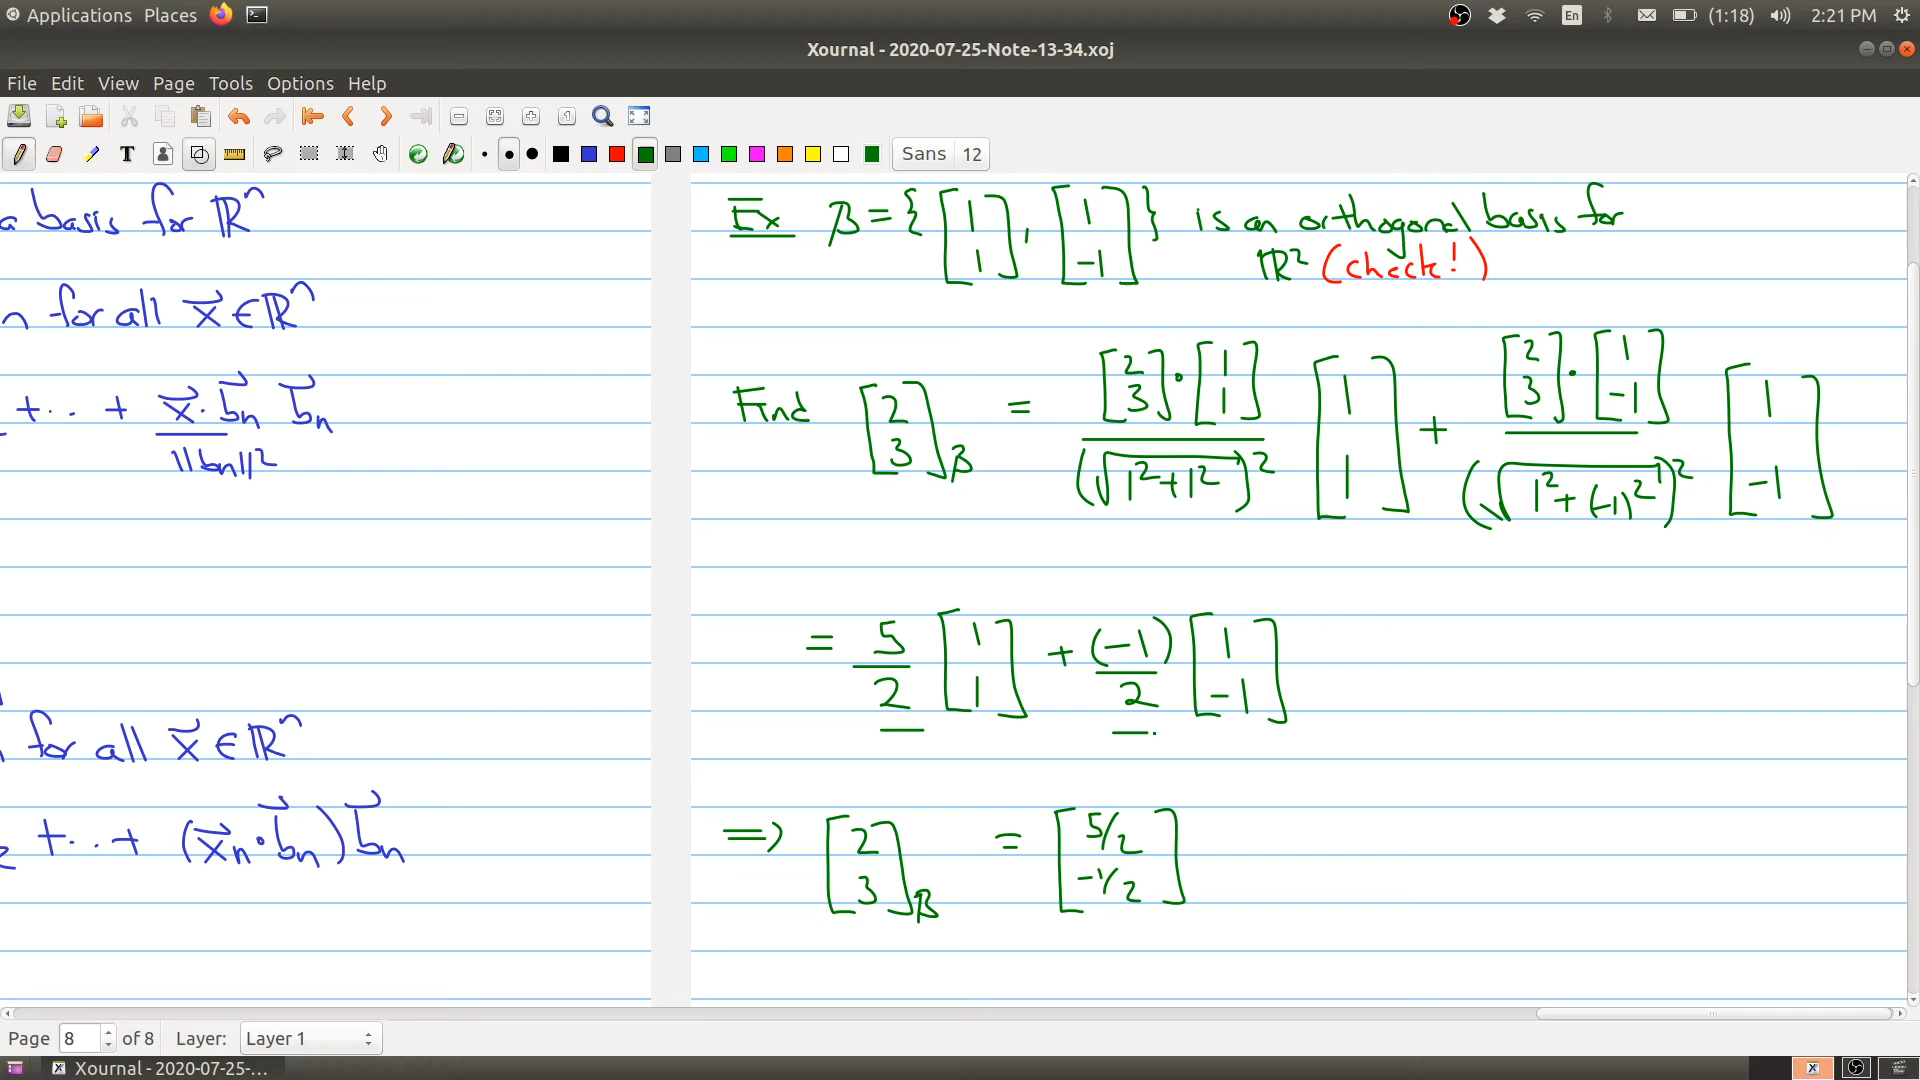 Applications Places (1:18) 2:21 PM
En
Xournal - 2020-07-25-Note-13-34.xoj
File Edit View Page Tools Options Help
Sans 12
a basis for ℝⁿ
n for all x⃗ ∈ ℝⁿ
+ ·· + x⃗ · b⃗n / ||bn||² b⃗n
for all x⃗ ∈ ℝⁿ
+ ·· + (x⃗n · b⃗n) b⃗n
Ex β = { [1 1], [1 -1] } is an orthogonal basis for
ℝ² (check!)
Find [2 3]β = [2 3] · [1 1] / (√(1²+1²))² [1 1] + [2 3] · [1 -1] / (√(1²+(-1)²))² [1 -1]
= 5/2 [1 1] + (-1)/2 [1 -1]
⇒ [2 3]β = [5/2 -1/2]
Page 8 of 8 Layer: Layer 1
Xournal - 2020-07-25-...